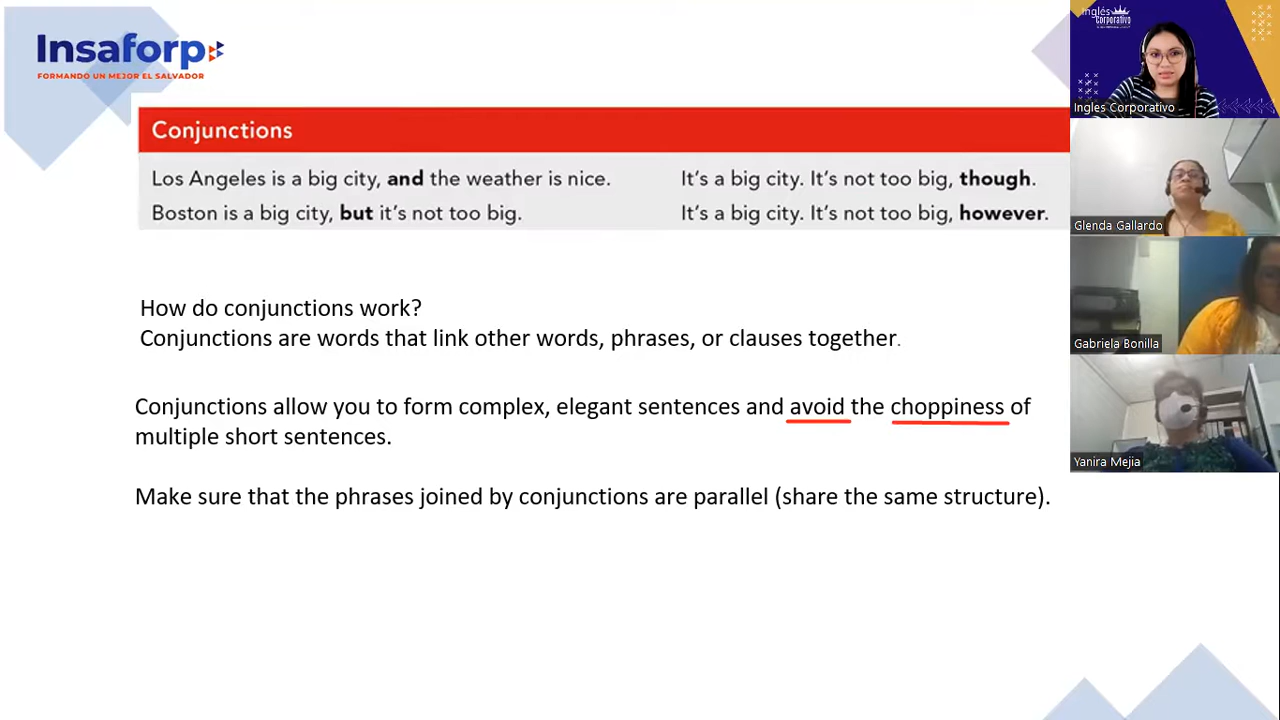 Insaforp
FORMANDO UN MEJOR EL SALVADOR
Conjunctions
Los Angeles is a big city, and the weather is nice.
It's a big city. It's not too big, though.
Boston is a big city, but it's not too big.
It's a big city. It's not too big, however.
How do conjunctions work?
Conjunctions are words that link other words, phrases, or clauses together.
Conjunctions allow you to form complex, elegant sentences and avoid the choppiness of
multiple short sentences.
Make sure that the phrases joined by conjunctions are parallel (share the same structure).
Inglés
Corporativo
Ingles Corporativo
Glenda Gallardo
Gabriela Bonilla
Yanira Mejia